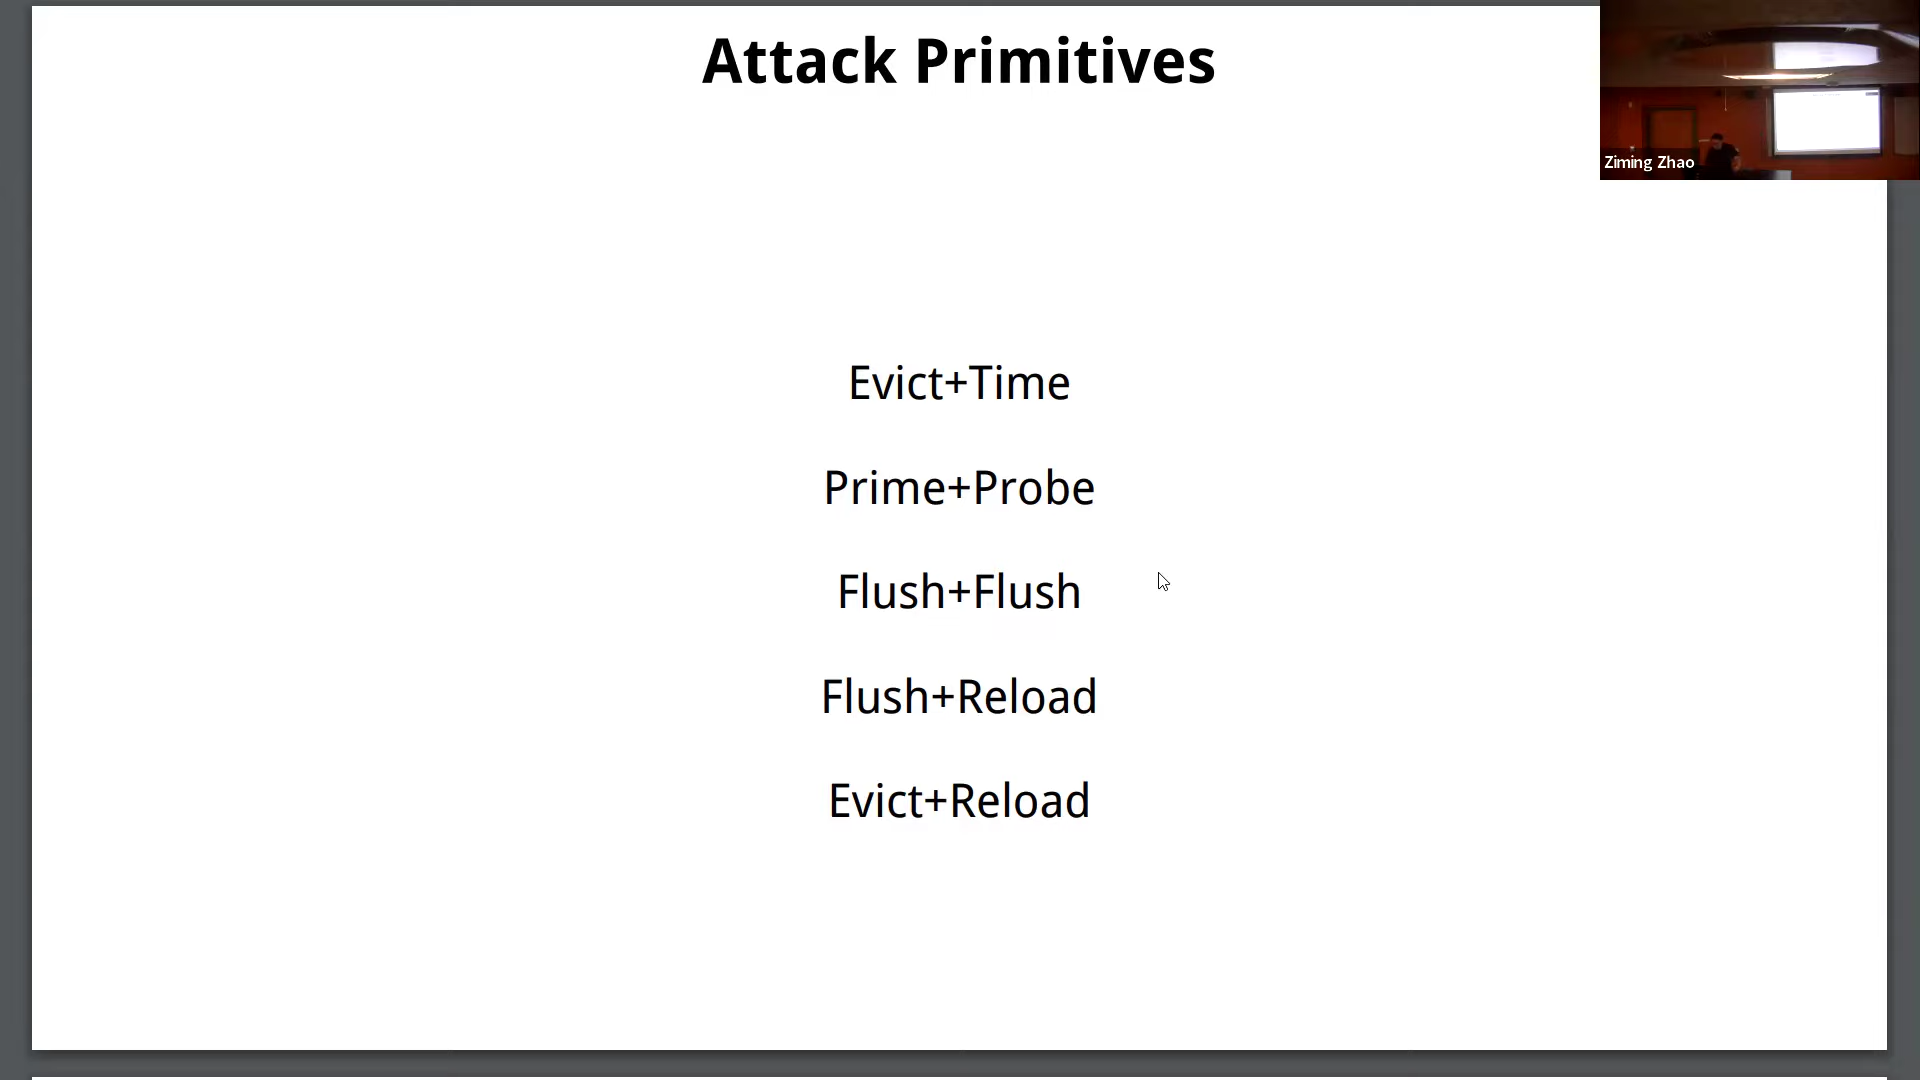 Attack Primitives
Ziming Zhao
Evict+Time
Prime+Probe
Flush+Flush
Flush+Reload
Evict+Reload